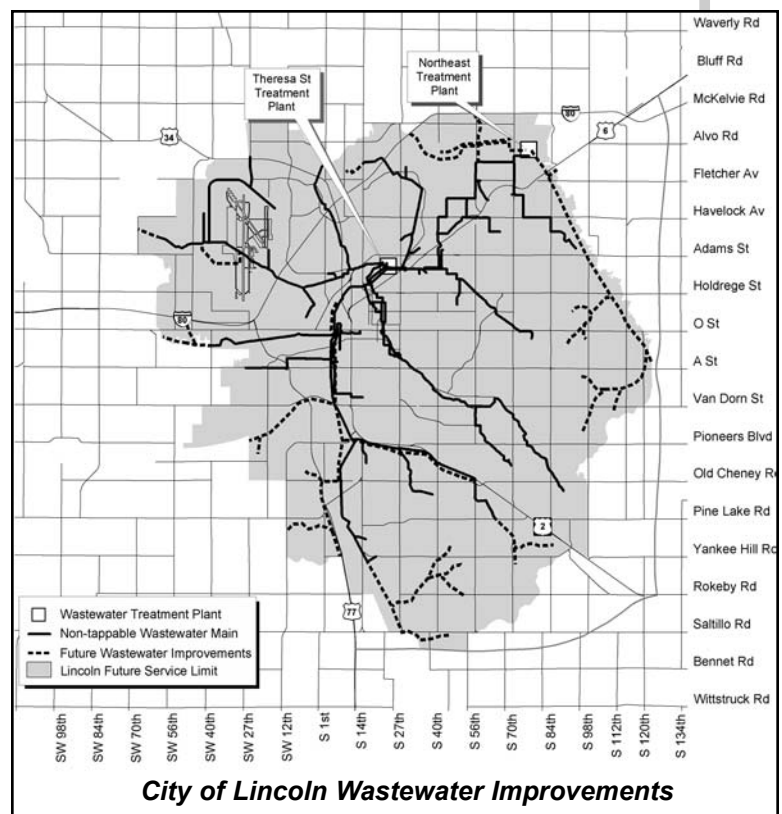 Waverly Rd
Bluff Rd
McKelvie Rd
Alvo Rd
Fletcher Av
Havelock Av
Adams St
Holdrege St
O St
A St
Van Dorn St
Pioneers Blvd
Old Cheney R
Pine Lake Rd
Yankee Hill Rd
Rokeby Rd
Saltillo Rd
Bennet Rd
Wittstruck Rd
Theresa St
Treatment
Plant
Northeast
Treatment
Plant
34
80
6
80
2
77
Wastewater Treatment Plant
Non-tappable Wastewater Main
Future Wastewater Improvements
Lincoln Future Service Limit
SW 98th
SW 84th
SW 70th
SW 56th
SW 40th
SW 27th
SW 12th
S 1st
S 14th
S 27th
S 40th
S 56th
S 70th
S 84th
S 98th
S 120th
S 134th
City of Lincoln Wastewater Improvements